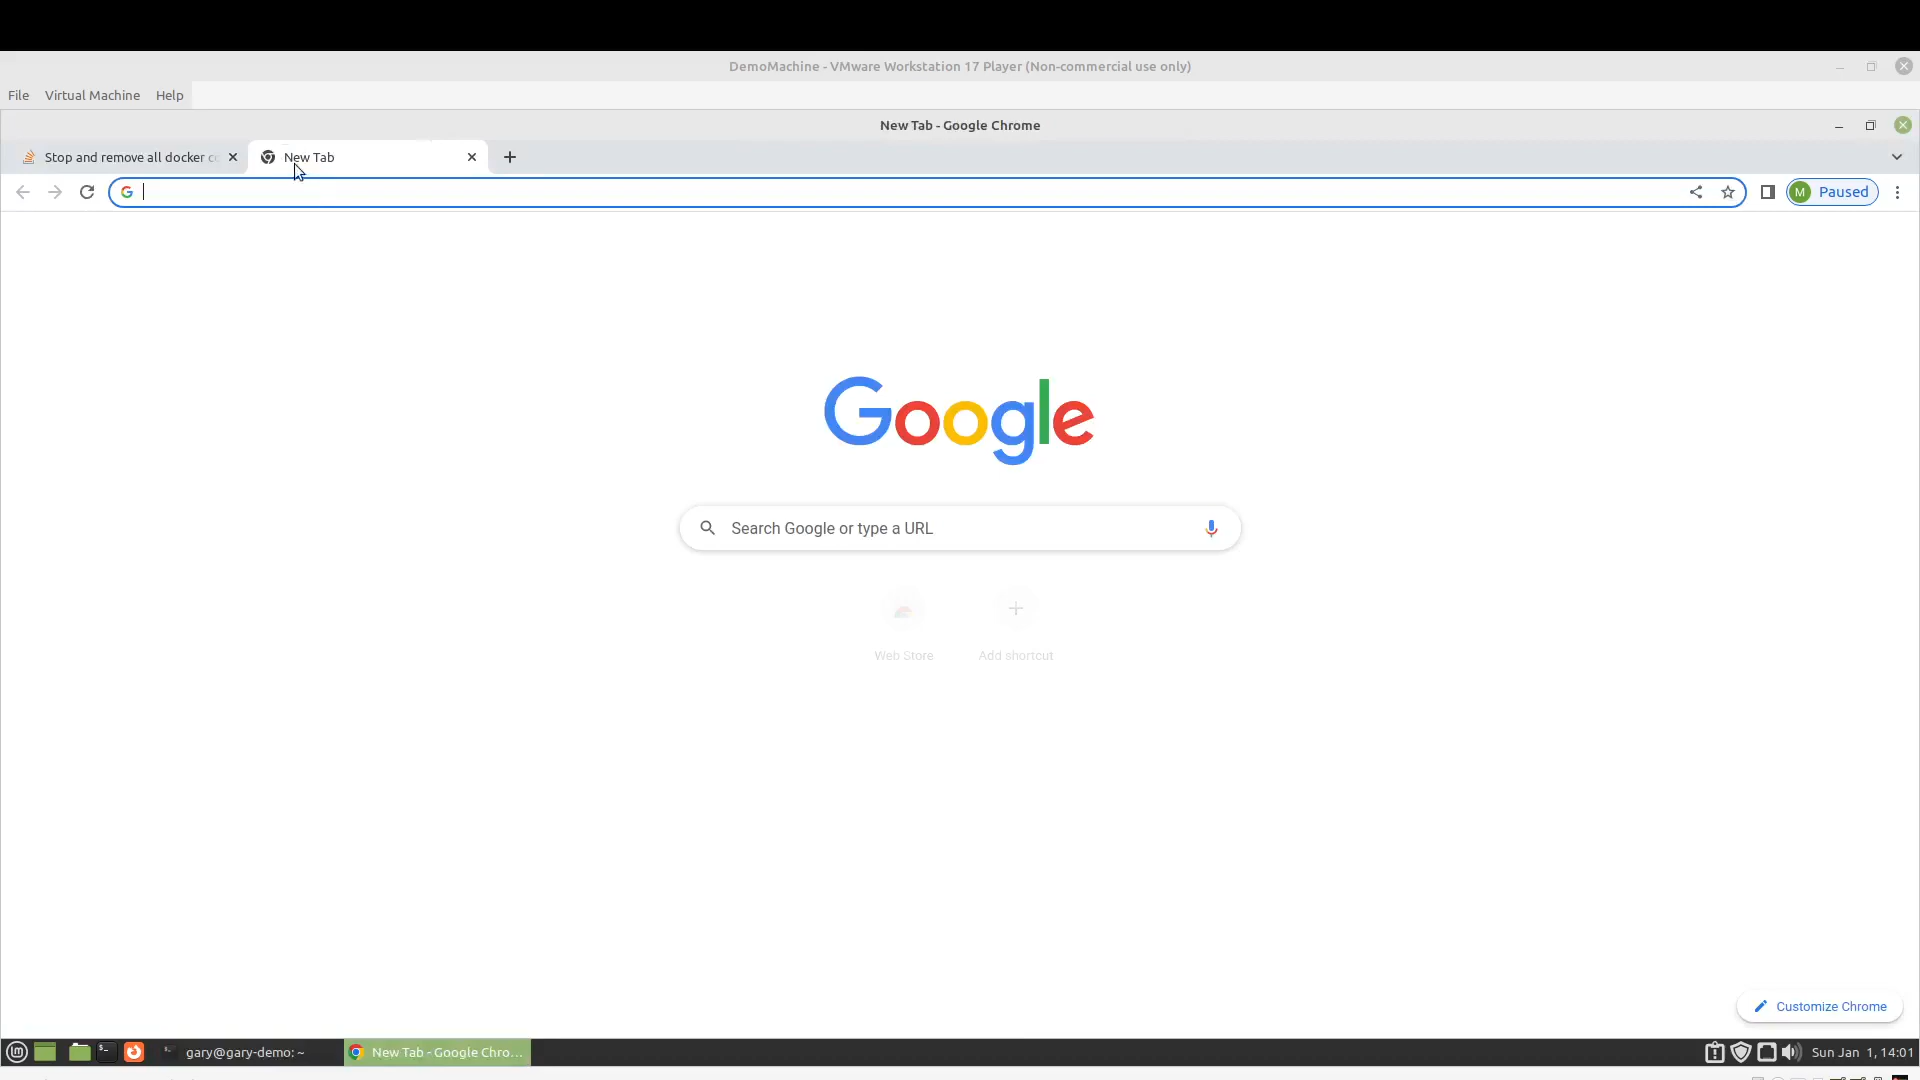 DemoMachine - VMware Workstation 17 Player (Non-commercial use only)
File Virtual Machine Help
New Tab - Google Chrome
Stop and remove all docker c
New Tab
M Paused
Google
Search Google or type a URL
Web Store Add shortcut
Customize Chrome
gary@gary-demo: ~ New Tab - Google Chro... Sun Jan 1, 14:01